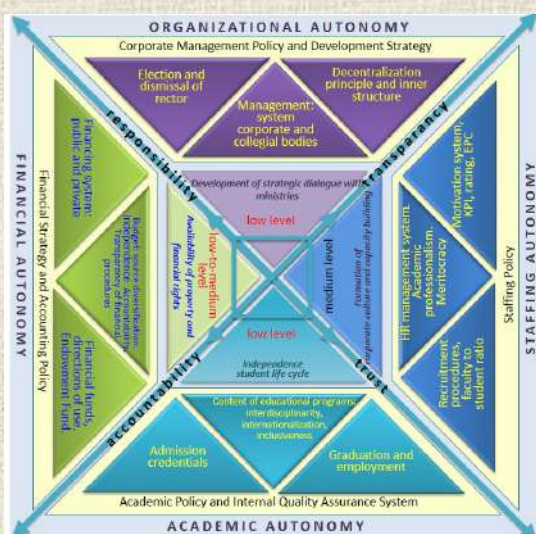 ORGANIZATIONAL AUTONOMY
Corporate Management Policy and Development Strategy
Election and
dismissal of
rector
Management:
system
corporate and
collegial bodies
Decentralization
principle and inner
structure
responsibility
transparency
FINANCIAL AUTONOMY
Financial Strategy and Accounting Policy
Financing system:
public and private
Budget source diversification
Independence. Accountability.
Transparency of financial
procedures
Financial funds,
directions of use,
Endowment Fund.
Development of strategic dialogue with
ministries
low level
low-to-medium
level
Availability of property and
financial rights
medium level
Formation of
corporate culture and capacity building
low level
Independence
student life cycle
Motivation system,
KPI, rating, EPC
HR management system.
Academic
professionalism.
Meritocracy
Recruitment
procedures,
faculty to
student ratio
Staffing Policy
STAFFING AUTONOMY
accountability
trust
Content of educational programs:
interdisciplinarity,
internationalization,
inclusiveness
Admission
credentials
Graduation and
employment
Academic Policy and Internal Quality Assurance System
ACADEMIC AUTONOMY